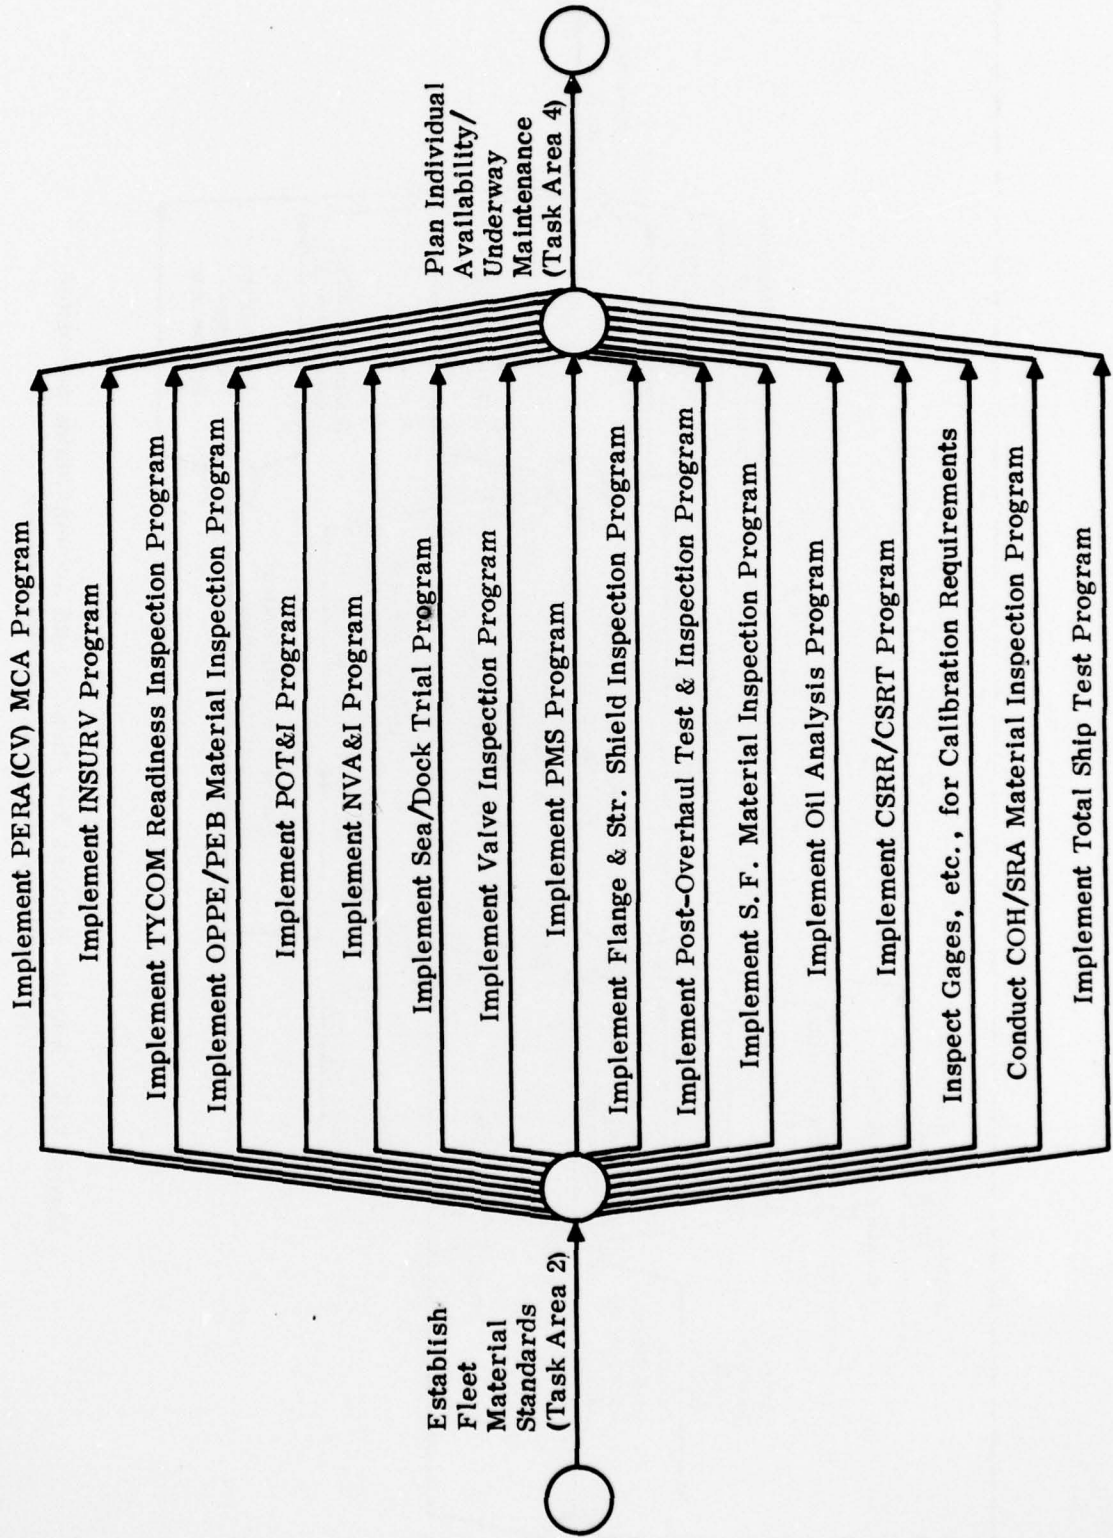 Establish
Fleet
Material
Standards
(Task Area 2)
Implement PERA(CV) MCA Program
Implement INSURV Program
Implement TYCOM Readiness Inspection Program
Implement OPPE/PEB Material Inspection Program
Implement POT&I Program
Implement NVA&I Program
Implement Sea/Dock Trial Program
Implement Valve Inspection Program
Implement PMS Program
Implement Flange & Str. Shield Inspection Program
Implement Post-Overhaul Test & Inspection Program
Implement S.F. Material Inspection Program
Implement Oil Analysis Program
Implement CSRR/CSRT Program
Inspect Gages, etc., for Calibration Requirements
Conduct COH/SRA Material Inspection Program
Implement Total Ship Test Program
Plan Individual
Availability/
Underway
Maintenance
(Task Area 4)